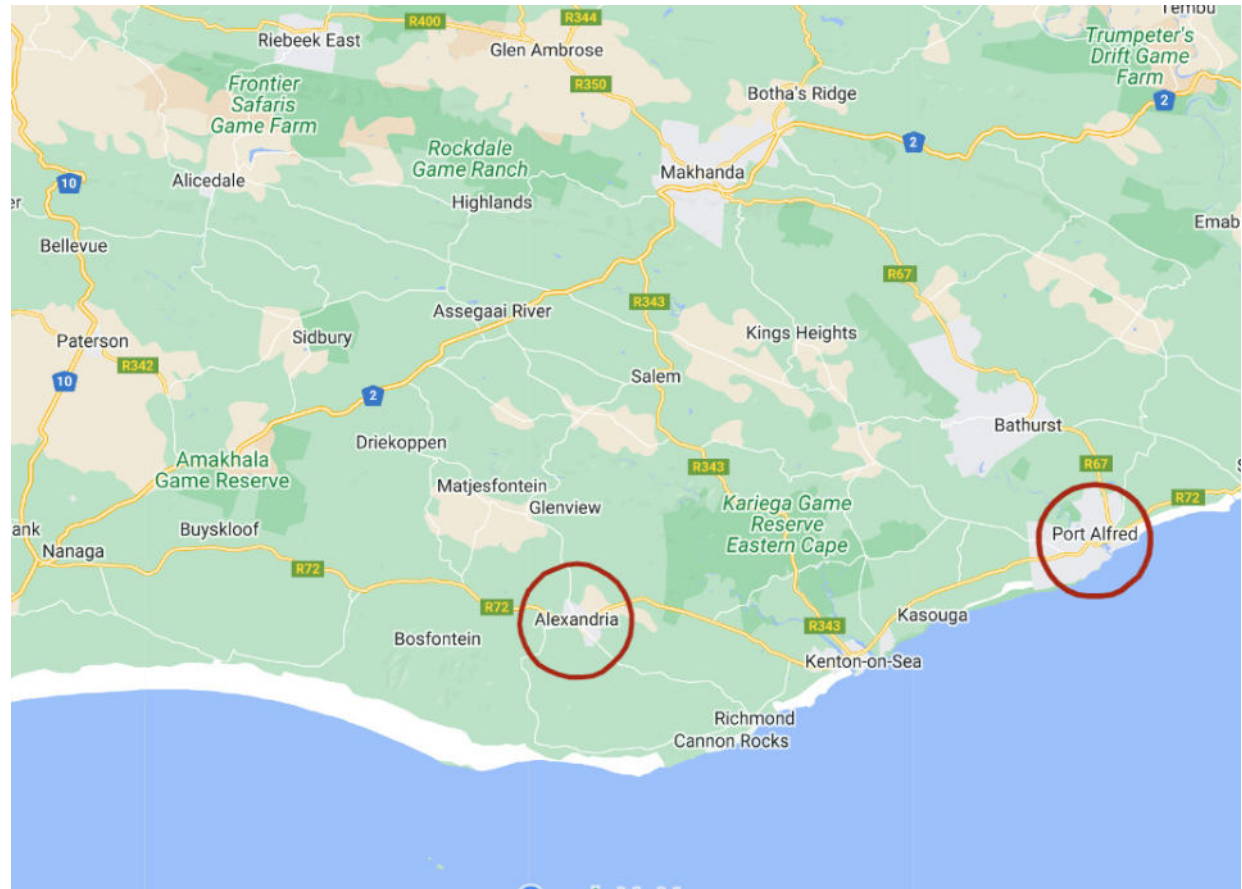 R400
R344
Tembu
Riebeek East
Glen Ambrose
Trumpeter's
Drift Game
Farm
R350
Frontier
Safaris
Game Farm
Botha's Ridge
2
2
Rockdale
Game Ranch
Makhanda
10
Alicedale
Highlands
Bellevue
Emab
R67
Assegaai River
R343
Sidbury
Kings Heights
Paterson
R342
10
2
Salem
Driekoppen
Bathurst
Amakhala
Game Reserve
R343
R67
Matjesfontein
Glenview
Kariega Game
Reserve
Eastern Cape
R72
Buyskloof
ank
Nanaga
Port Alfred
R72
R72
Alexandria
R343
Kasouga
Bosfontein
Kenton-on-Sea
Richmond
Cannon Rocks